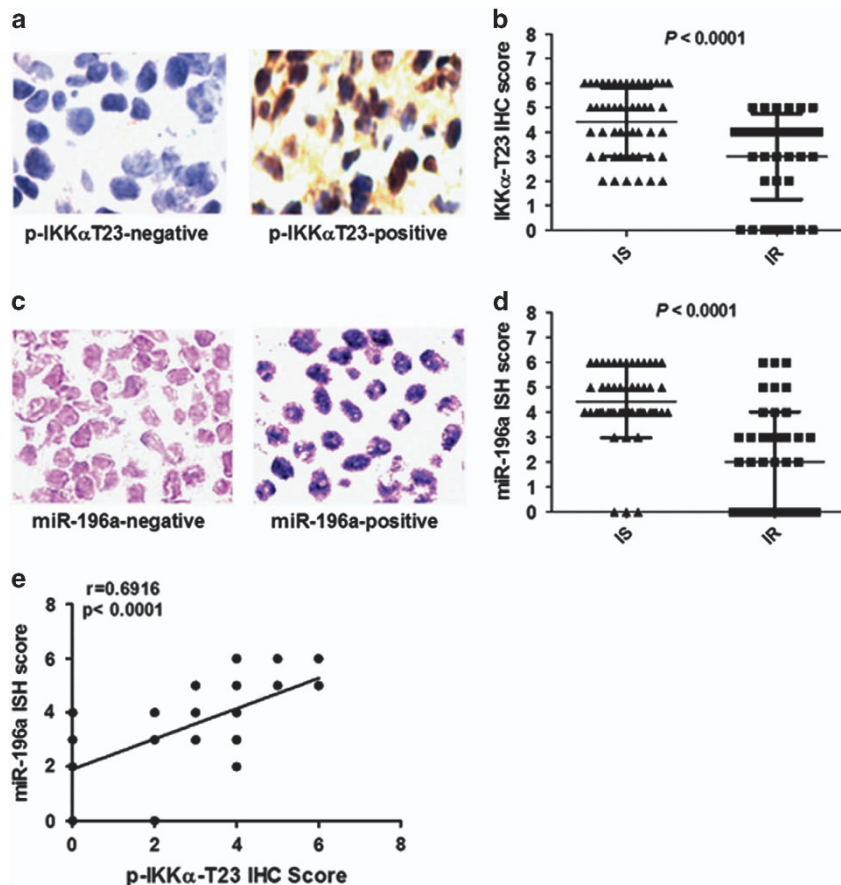 a
p-IKKαT23-negative
p-IKKαT23-positive
b
P < 0.0001
IKKα-T23 IHC score
8
7
6
5
4
3
2
1
0
IS
IR
c
miR-196a-negative
miR-196a-positive
d
P < 0.0001
miR-196a ISH score
8
7
6
5
4
3
2
1
0
IS
IR
e
r=0.6916
p< 0.0001
miR-196a ISH score
8
6
4
2
0
0 2 4 6 8
p-IKKα-T23 IHC Score